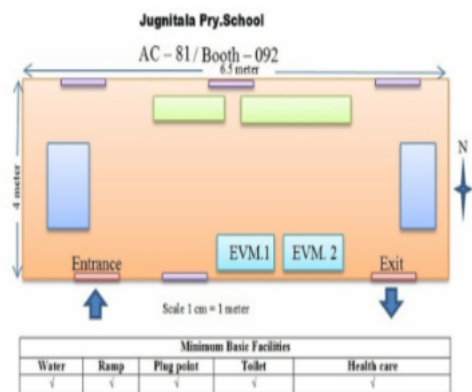 Jugnitala Pry.School
AC – 81 / Booth – 092
6.5 meter
4 meter
N
EVM.1 EVM. 2
Entrance Exit
Scale 1 cm = 1 meter
Minimum Basic Facilities
Water Ramp Plug point Toilet Health care
√ √ √ √